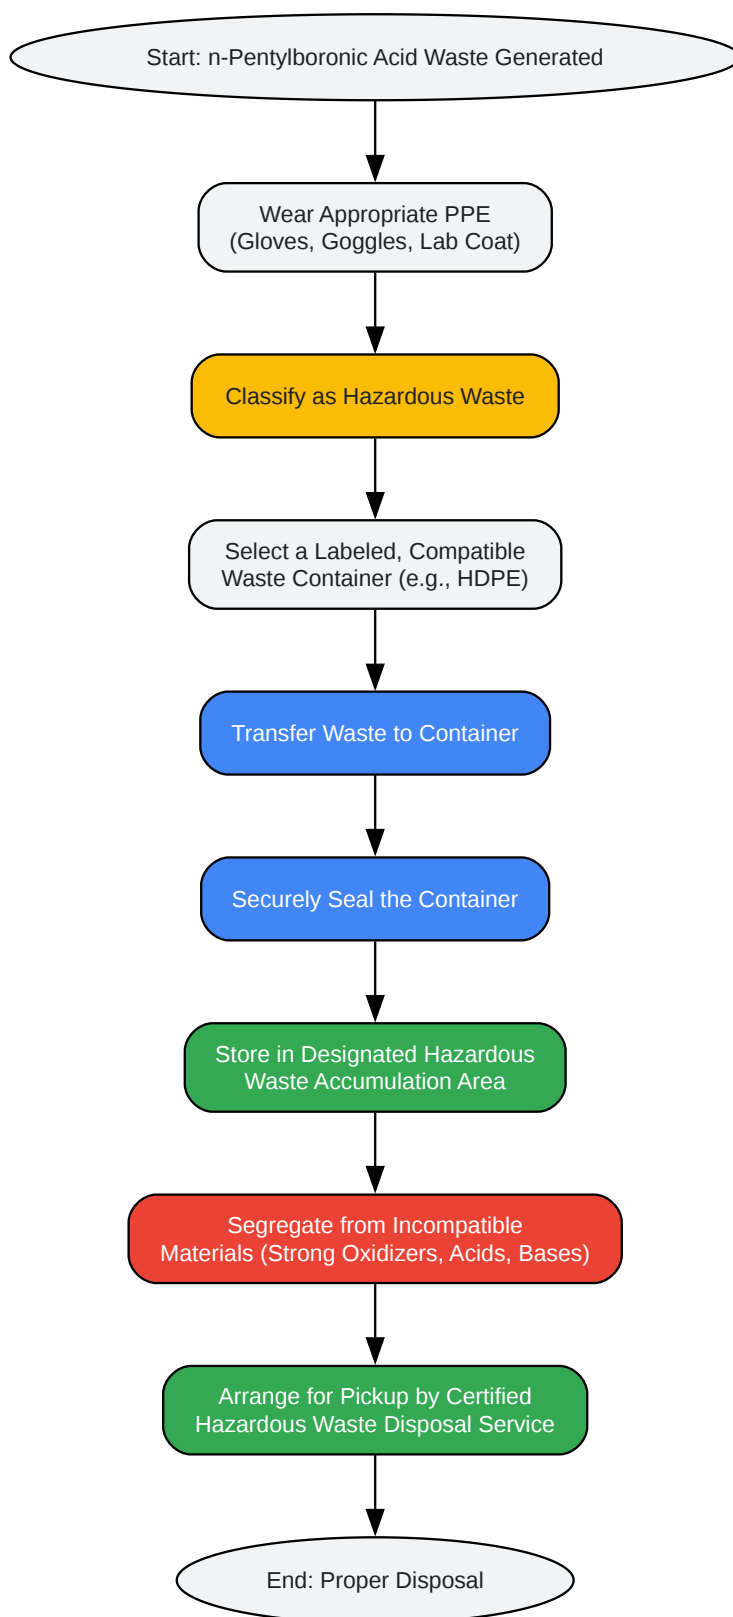 Start: n-Pentylboronic Acid Waste Generated
Wear Appropriate PPE
(Gloves, Goggles, Lab Coat)
Classify as Hazardous Waste
Select a Labeled, Compatible
Waste Container (e.g., HDPE)
Transfer Waste to Container
Securely Seal the Container
Store in Designated Hazardous
Waste Accumulation Area
Segregate from Incompatible
Materials (Strong Oxidizers, Acids, Bases)
Arrange for Pickup by Certified
Hazardous Waste Disposal Service
End: Proper Disposal